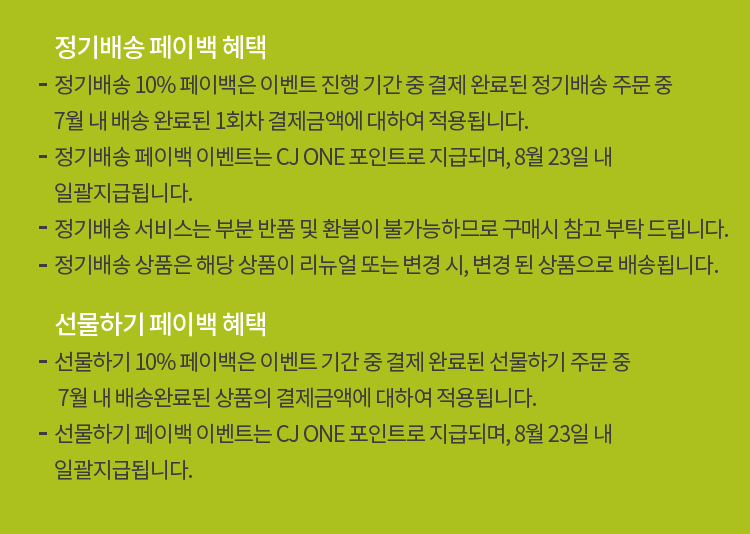 정기배송 페이백 혜택
- 정기배송 10% 페이백은 이벤트 진행 기간 중 결제 완료된 정기배송 주문 중
7월 내 배송 완료된 1회차 결제금액에 대하여 적용됩니다.
- 정기배송 페이백 이벤트는 CJ ONE 포인트로 지급되며, 8월 23일 내
일괄지급됩니다.
- 정기배송 서비스는 부분 반품 및 환불이 불가능하므로 구매시 참고 부탁 드립니다.
- 정기배송 상품은 해당 상품이 리뉴얼 또는 변경 시, 변경 된 상품으로 배송됩니다.
선물하기 페이백 혜택
- 선물하기 10% 페이백은 이벤트 기간 중 결제 완료된 선물하기 주문 중
7월 내 배송완료된 상품의 결제금액에 대하여 적용됩니다.
- 선물하기 페이백 이벤트는 CJ ONE 포인트로 지급되며, 8월 23일 내
일괄지급됩니다.